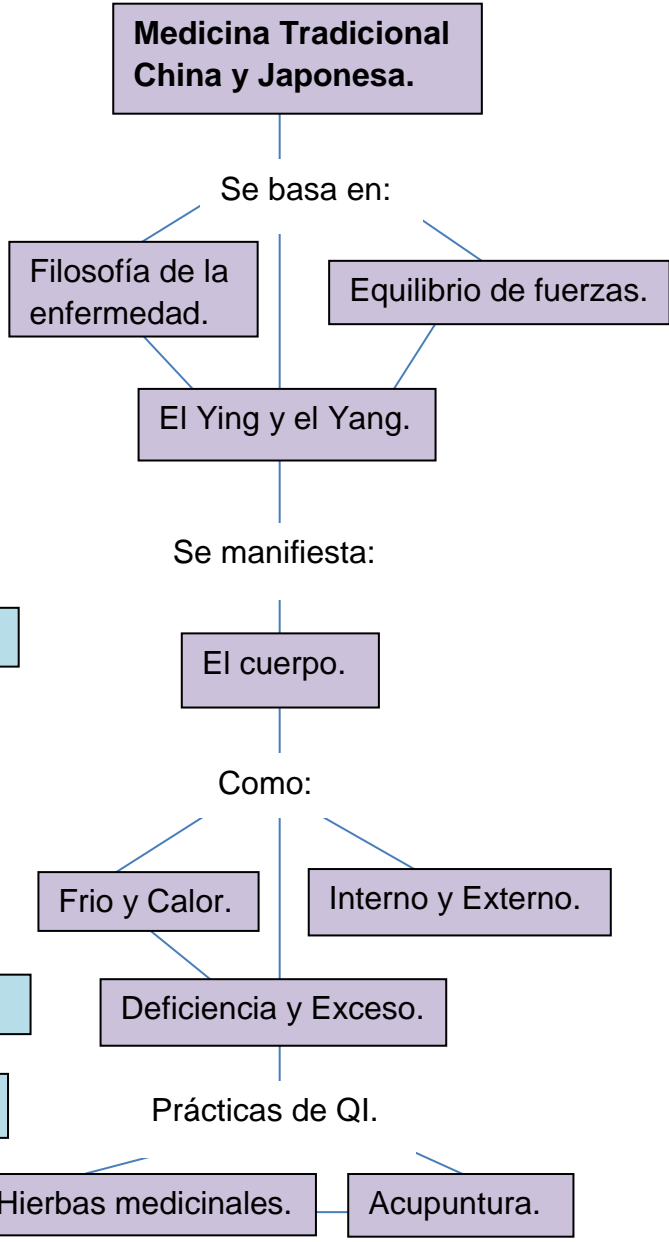 Medicina Tradicional
China y Japonesa.
Se basa en:
Filosofía de la
enfermedad.
Equilibrio de fuerzas.
El Ying y el Yang.
Se manifiesta:
El cuerpo.
Como:
Frio y Calor.
Interno y Externo.
Deficiencia y Exceso.
Prácticas de QI.
Hierbas medicinales.
Acupuntura.